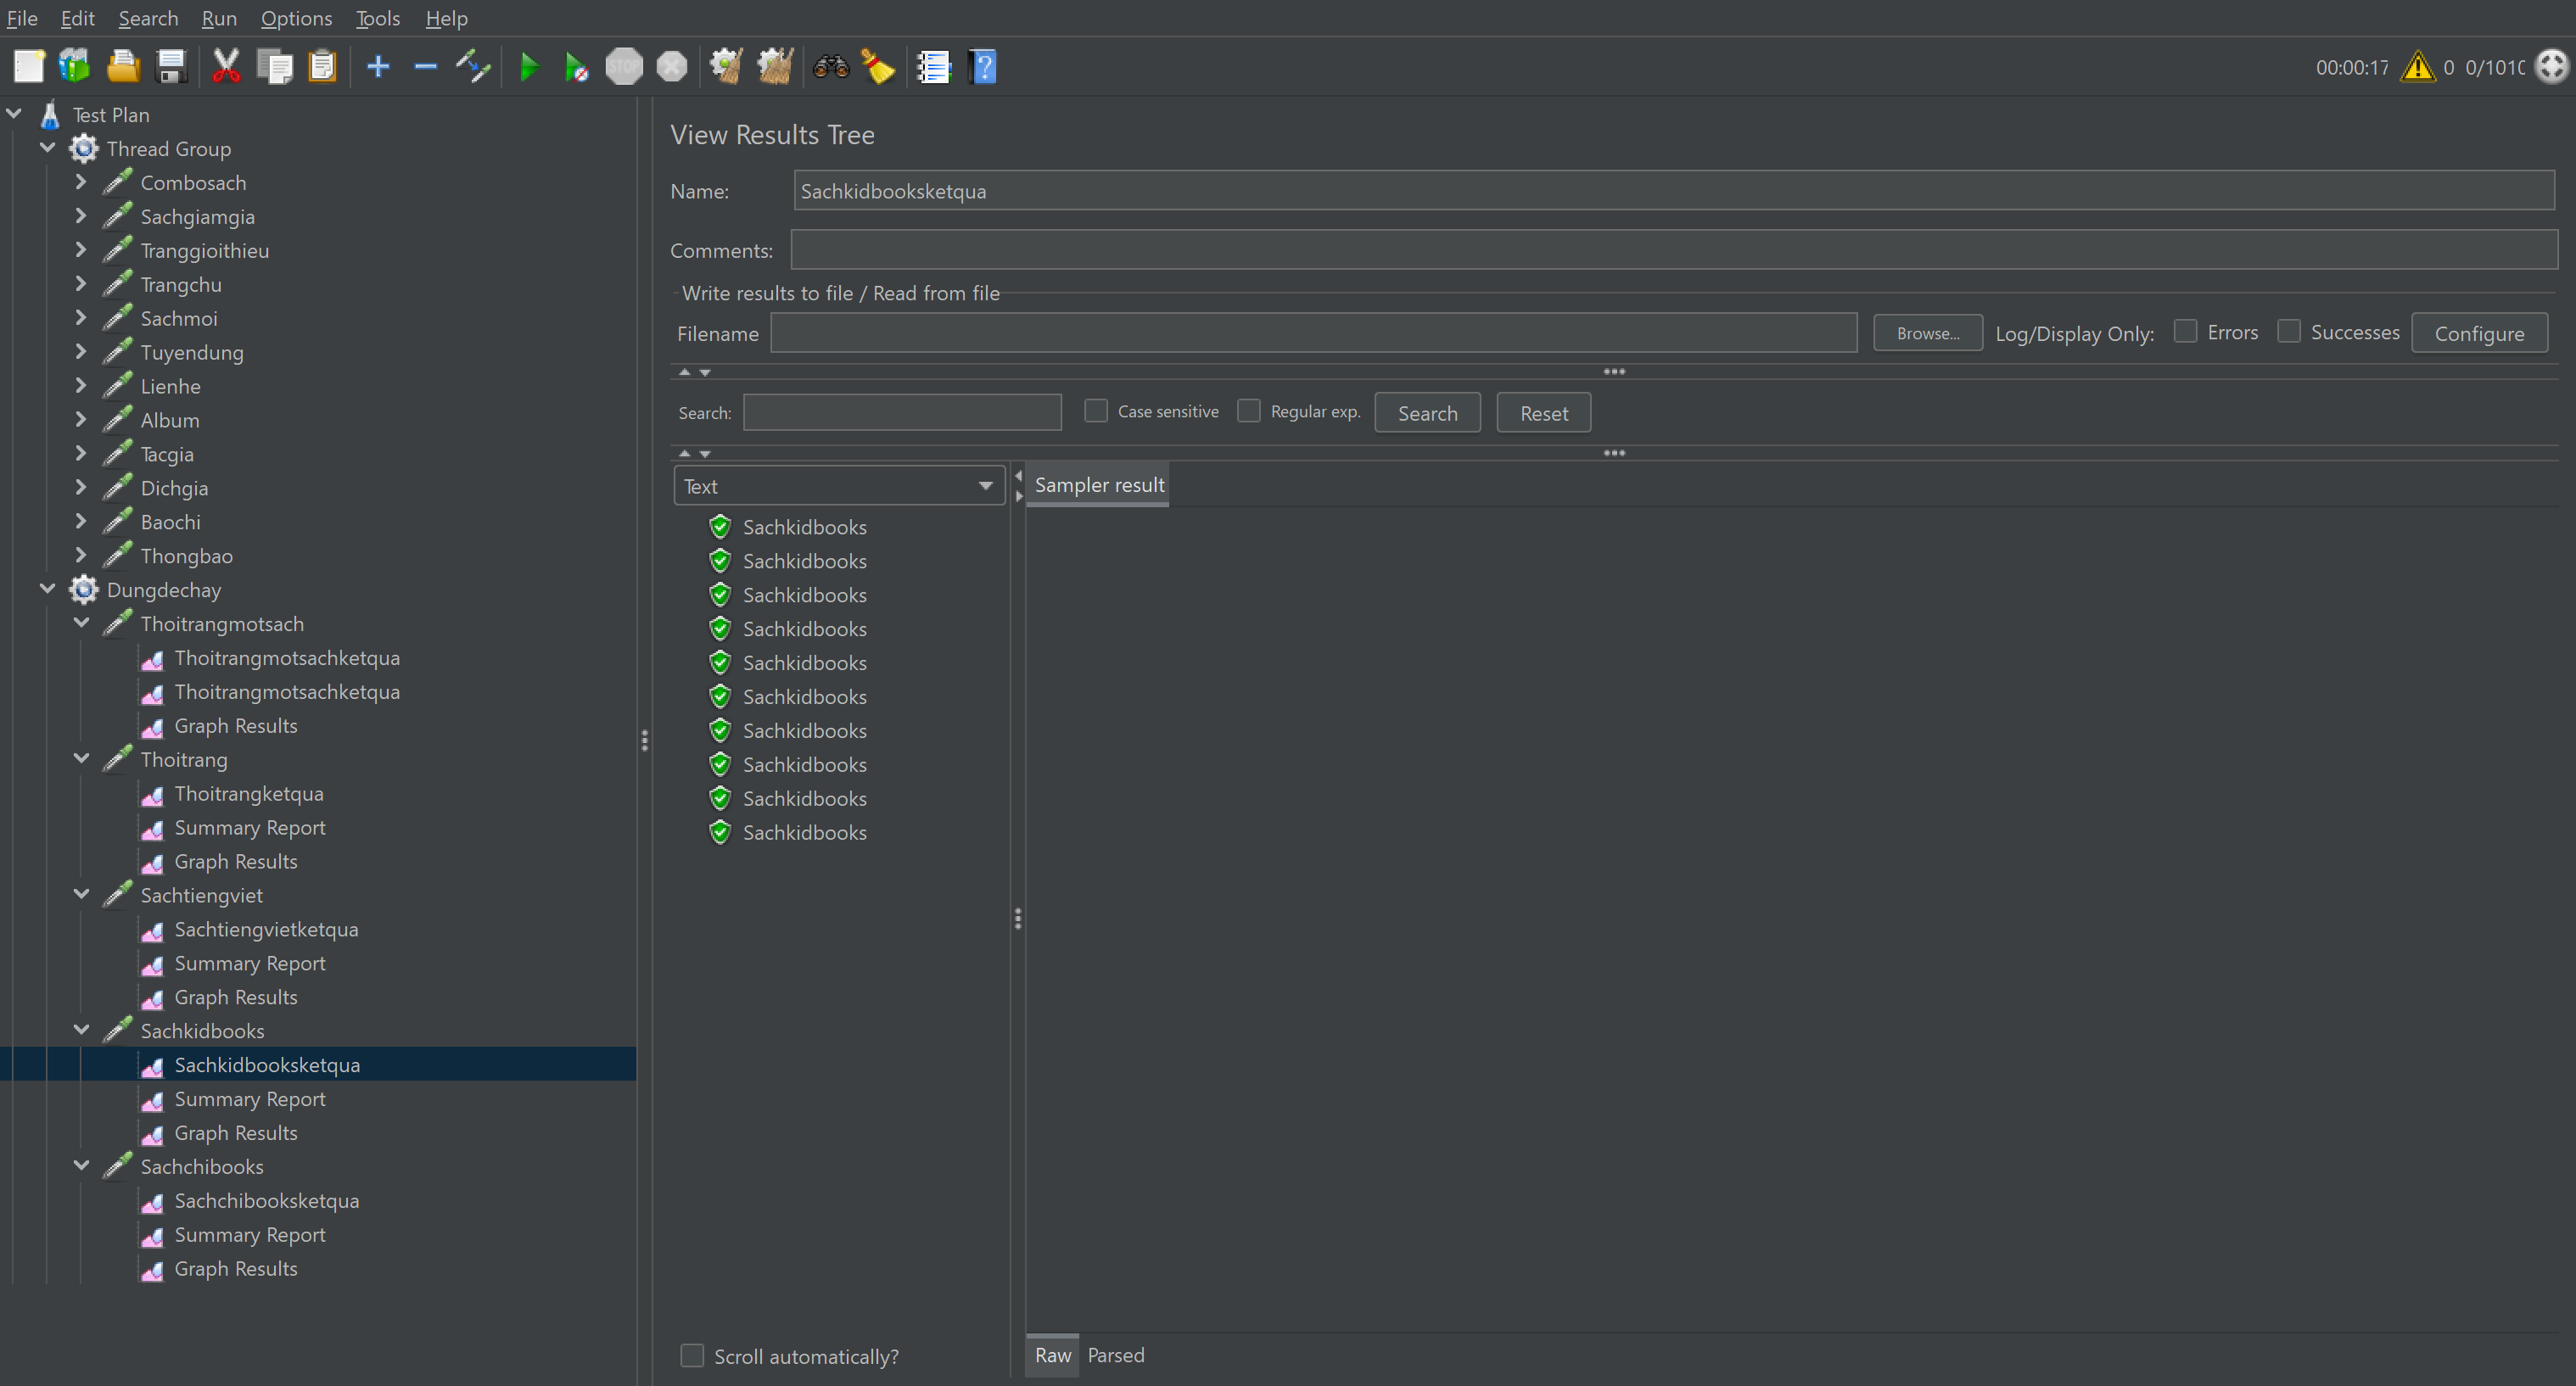 File Edit Search Run Options Tools Help
STOP
00:00:17 0 0/1010
Test Plan
Thread Group
Combosach
Sachgiamgia
Tranggioithieu
Trangchu
Sachmoi
Tuyendung
Lienhe
Album
Tacgia
Dichgia
Baochi
Thongbao
Dungdechay
Thoitrangmotsach
Thoitrangmotsachketqua
Thoitrangmotsachketqua
Graph Results
Thoitrang
Thoitrangketqua
Summary Report
Graph Results
Sachtiengviet
Sachtiengvietketqua
Summary Report
Graph Results
Sachkidbooks
Sachkidbooksketqua
Summary Report
Graph Results
Sachchibooks
Sachchibooksketqua
Summary Report
Graph Results
View Results Tree
Name: Sachkidbooksketqua
Comments:
Write results to file / Read from file
Filename Browse... Log/Display Only: Errors Successes Configure
Search: Case sensitive Regular exp. Search Reset
Text
Sachkidbooks
Sachkidbooks
Sachkidbooks
Sachkidbooks
Sachkidbooks
Sachkidbooks
Sachkidbooks
Sachkidbooks
Sachkidbooks
Sachkidbooks
Scroll automatically?
Sampler result
Raw Parsed